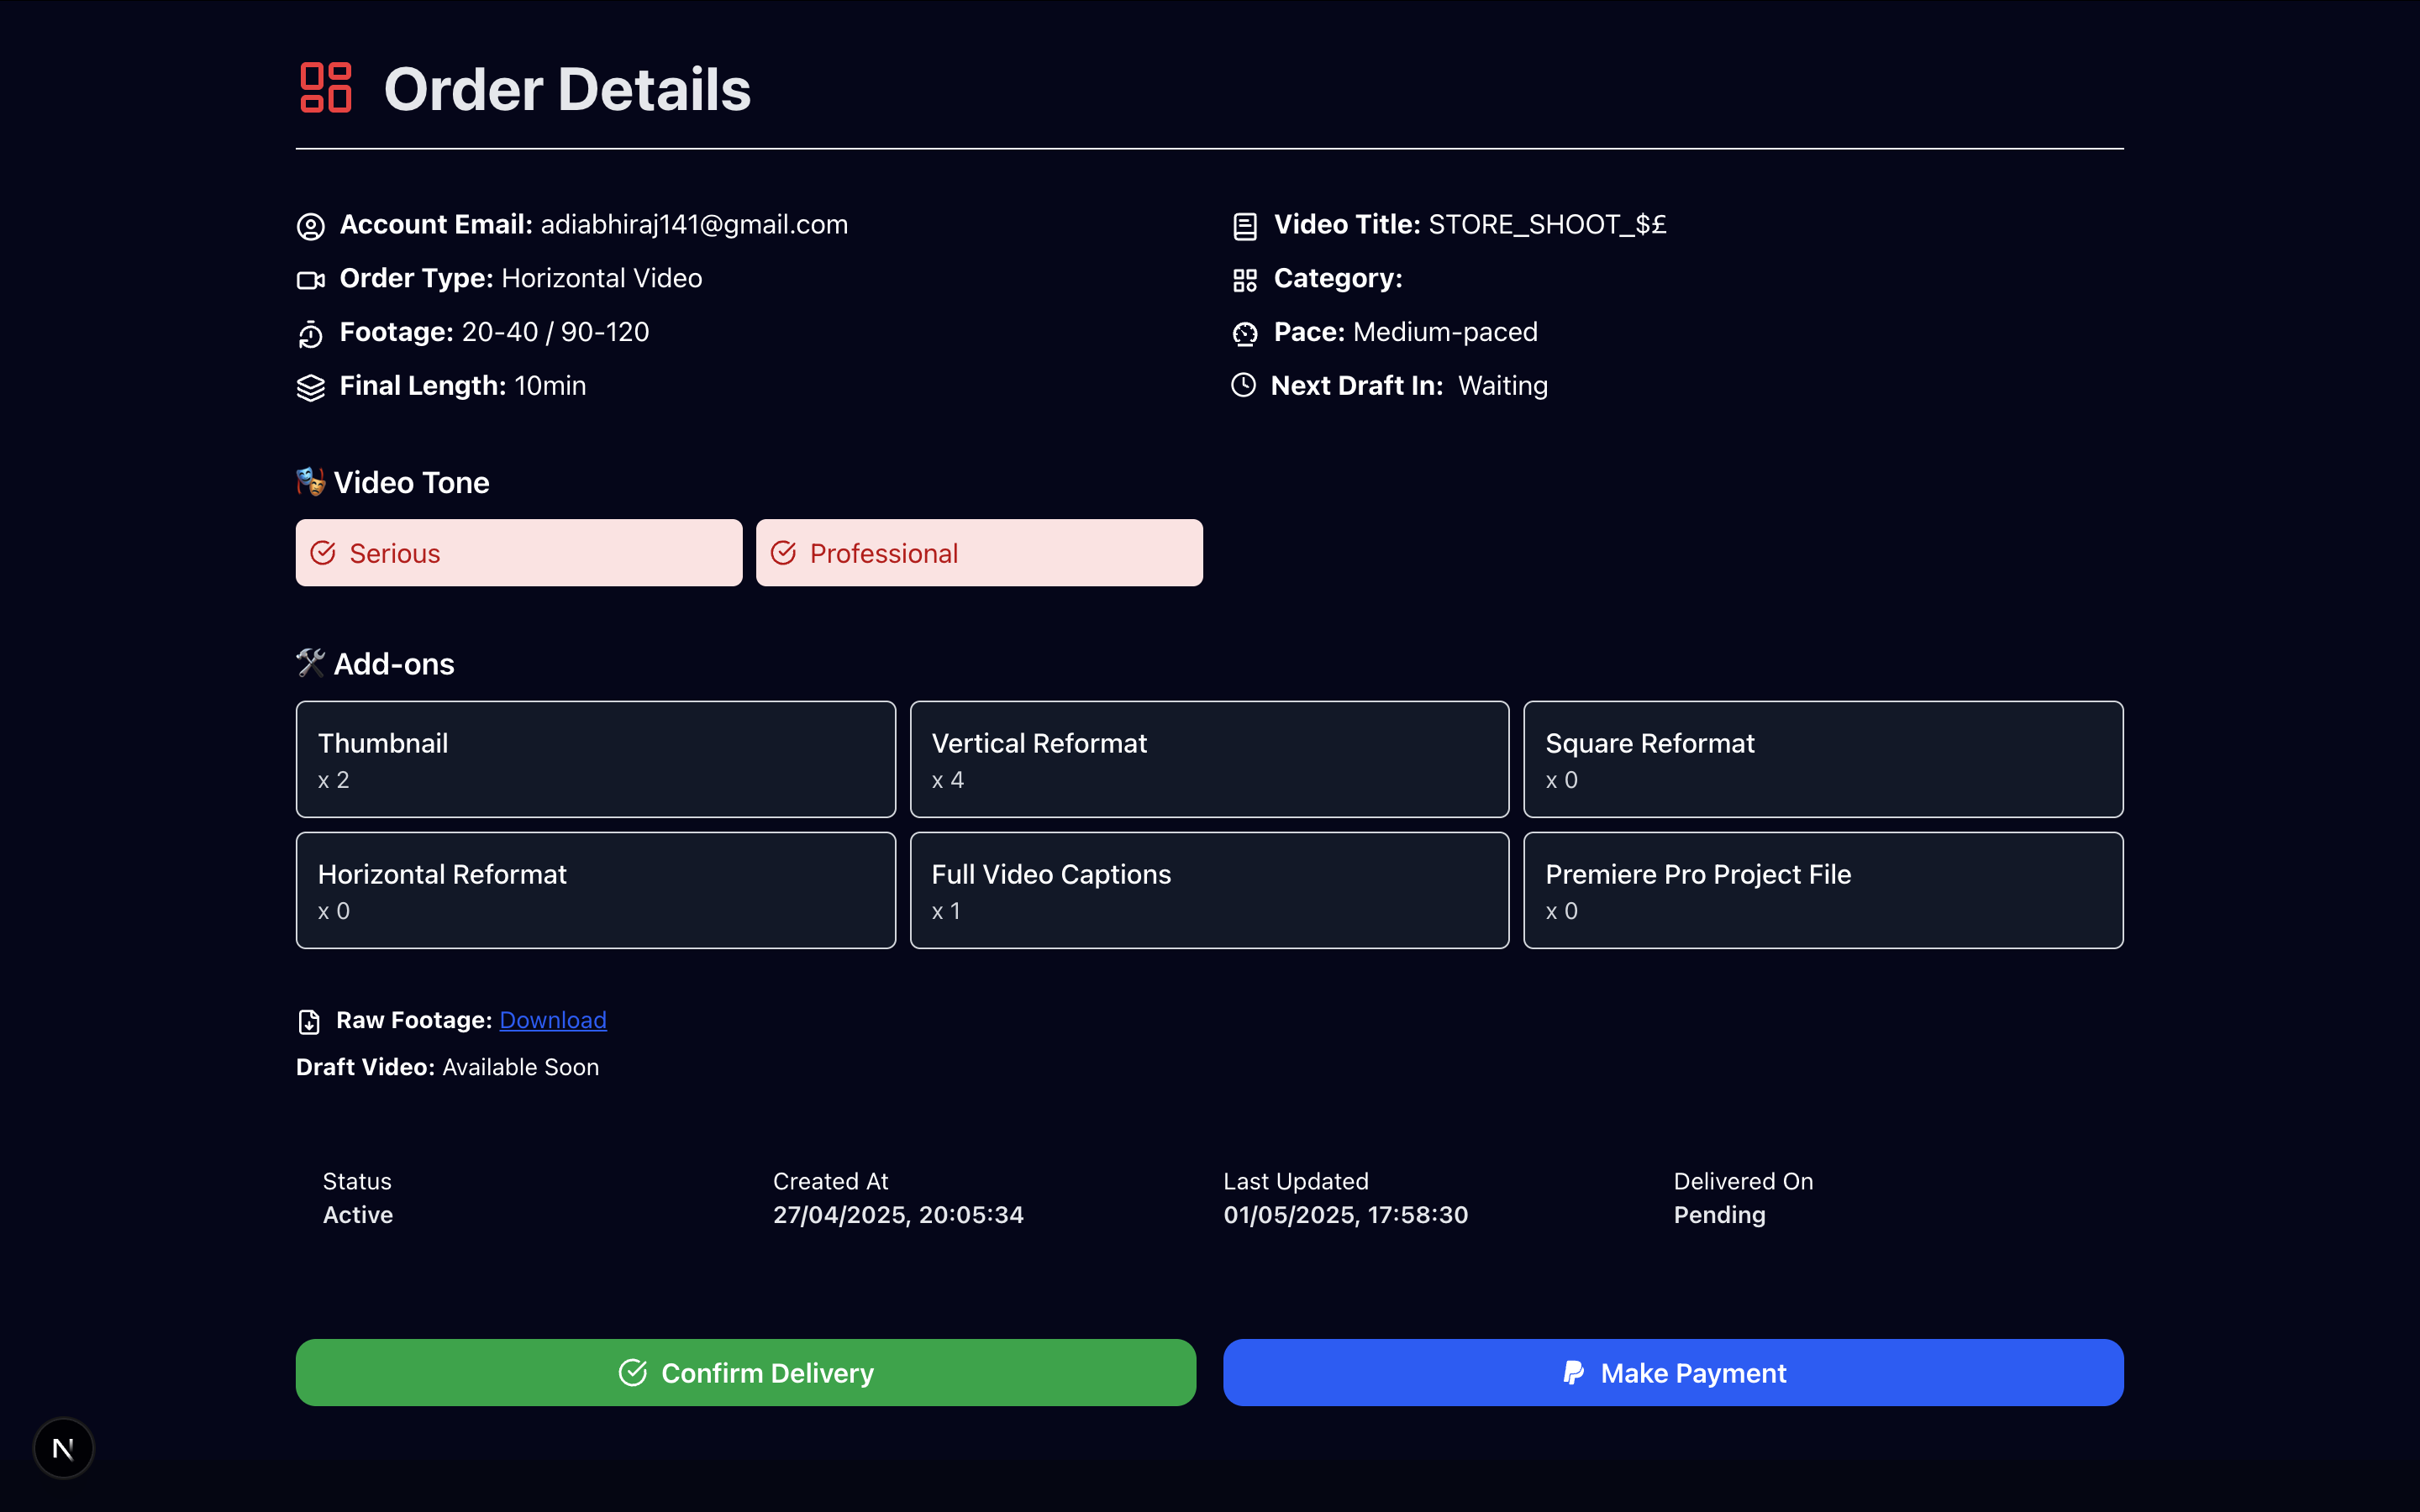 Order Details
Account Email: adiabhiraj141@gmail.com
Order Type: Horizontal Video
Footage: 20-40 / 90-120
Final Length: 10min
Video Title: STORE_SHOOT_$£
Category:
Pace: Medium-paced
Next Draft In: Waiting
Video Tone
Serious
Professional
Add-ons
Thumbnail
x 2
Vertical Reformat
x 4
Square Reformat
x 0
Horizontal Reformat
x 0
Full Video Captions
x 1
Premiere Pro Project File
x 0
Raw Footage: Download
Draft Video: Available Soon
Status
Active
Created At
27/04/2025, 20:05:34
Last Updated
01/05/2025, 17:58:30
Delivered On
Pending
Confirm Delivery
Make Payment
N